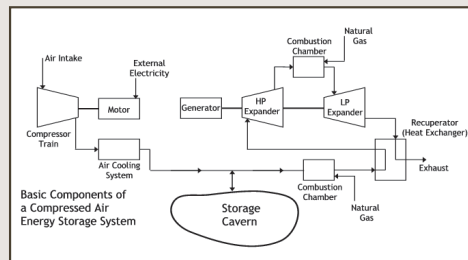 Natural
Gas
Combustion
Chamber
Air Intake
External
Electricity
HP
Expander
LP
Expander
Generator
Motor
Compressor
Train
Recuperator
(Heat Exchanger)
Air Cooling
System
Exhaust
Combustion
Chamber
Natural
Gas
Basic Components of
a Compressed Air
Energy Storage System
Storage
Cavern